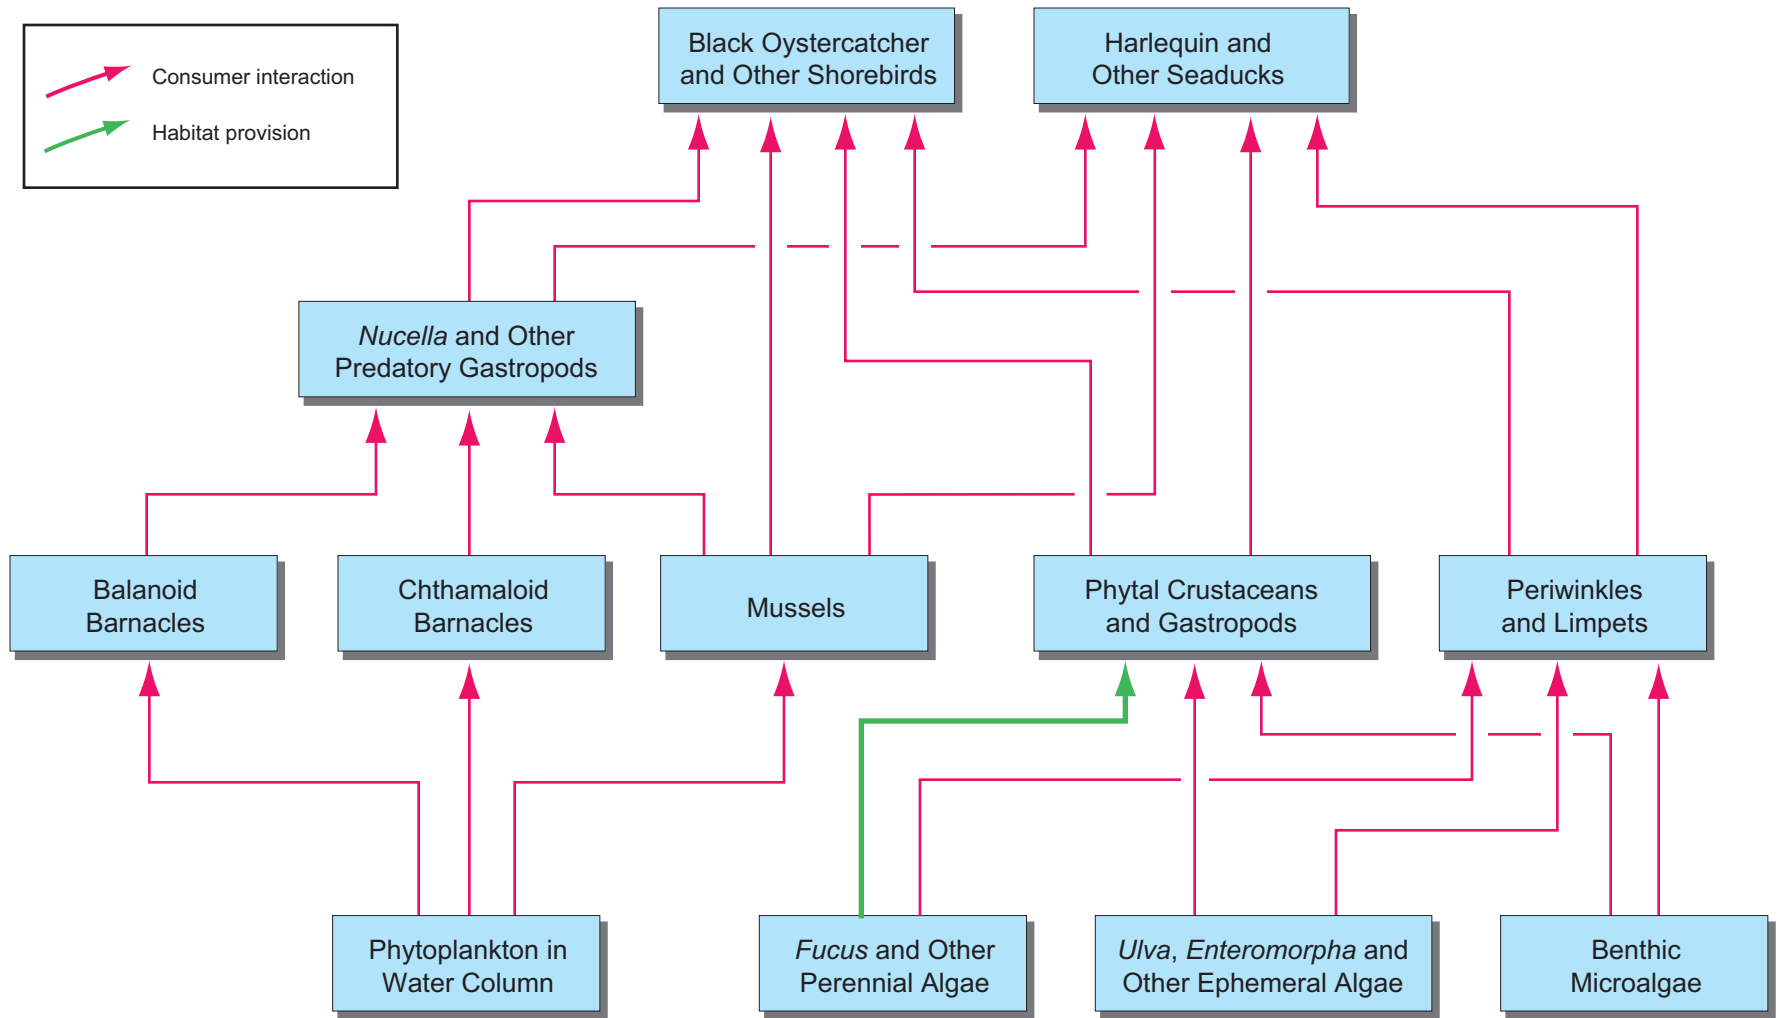 Consumer interaction
Habitat provision
Black Oystercatcher
and Other Shorebirds
Harlequin and
Other Seaducks
Nucella and Other
Predatory Gastropods
Balanoid
Barnacles
Chthamaloid
Barnacles
Mussels
Phytal Crustaceans
and Gastropods
Periwinkles
and Limpets
Phytoplankton in
Water Column
Fucus and Other
Perennial Algae
Ulva, Enteromorpha and
Other Ephemeral Algae
Benthic
Microalgae